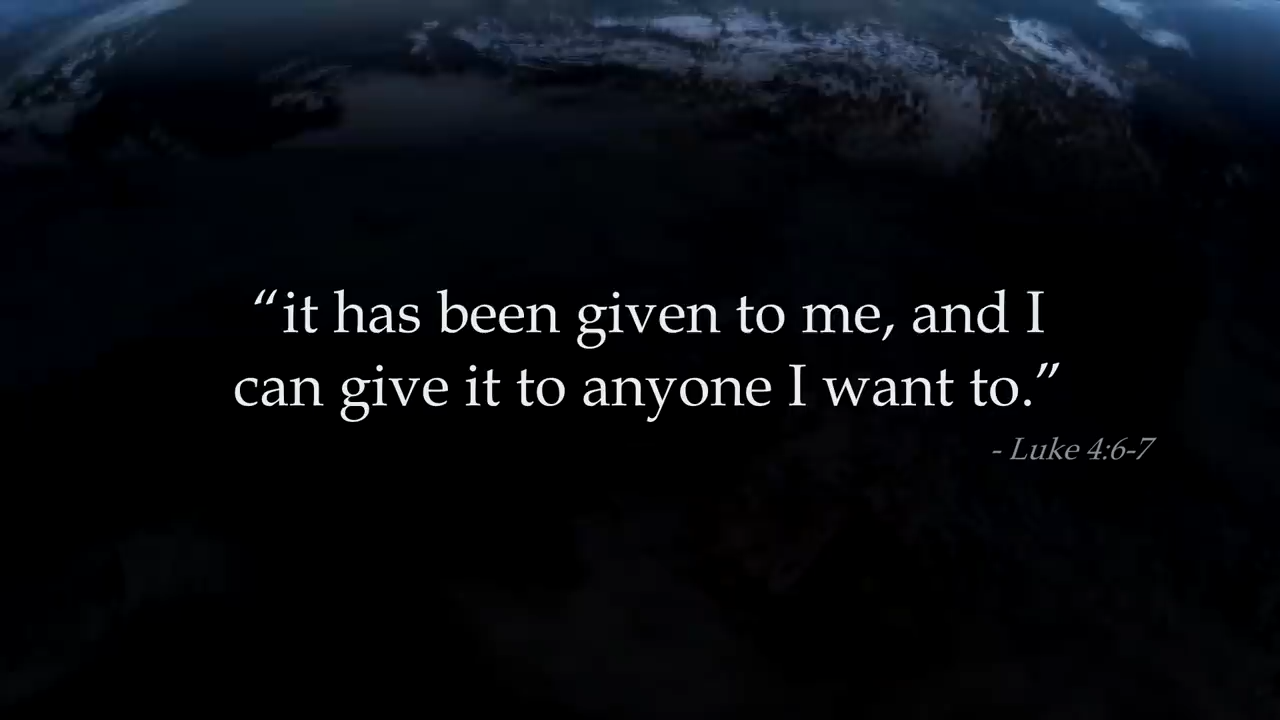 “it has been given to me, and I
can give it to anyone I want to.”
- Luke 4:6-7